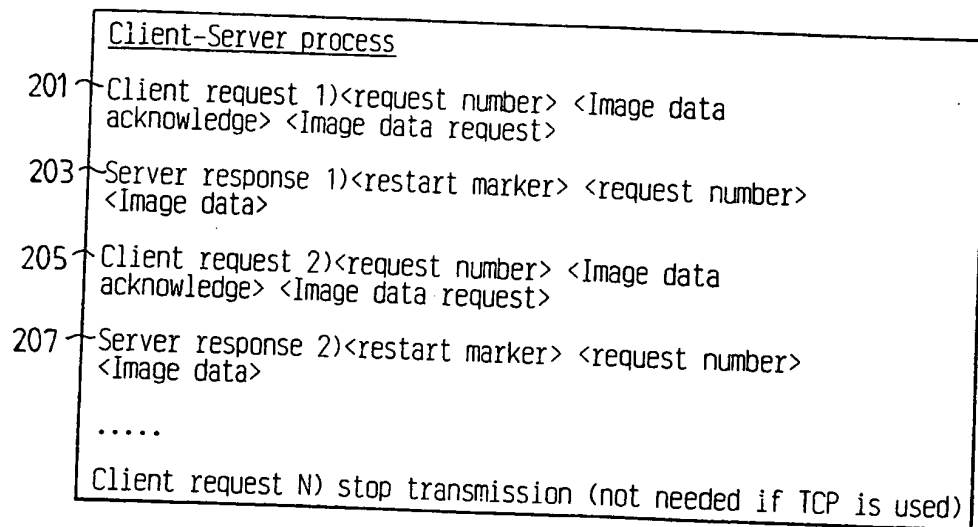 Client-Server process
201 Client request 1)<request number> <Image data
acknowledge> <Image data request>
203 Server response 1)<restart marker> <request number>
<Image data>
205 Client request 2)<request number> <Image data
acknowledge> <Image data request>
207 Server response 2)<restart marker> <request number>
<Image data>
.....
Client request N) stop transmission (not needed if TCP is used)